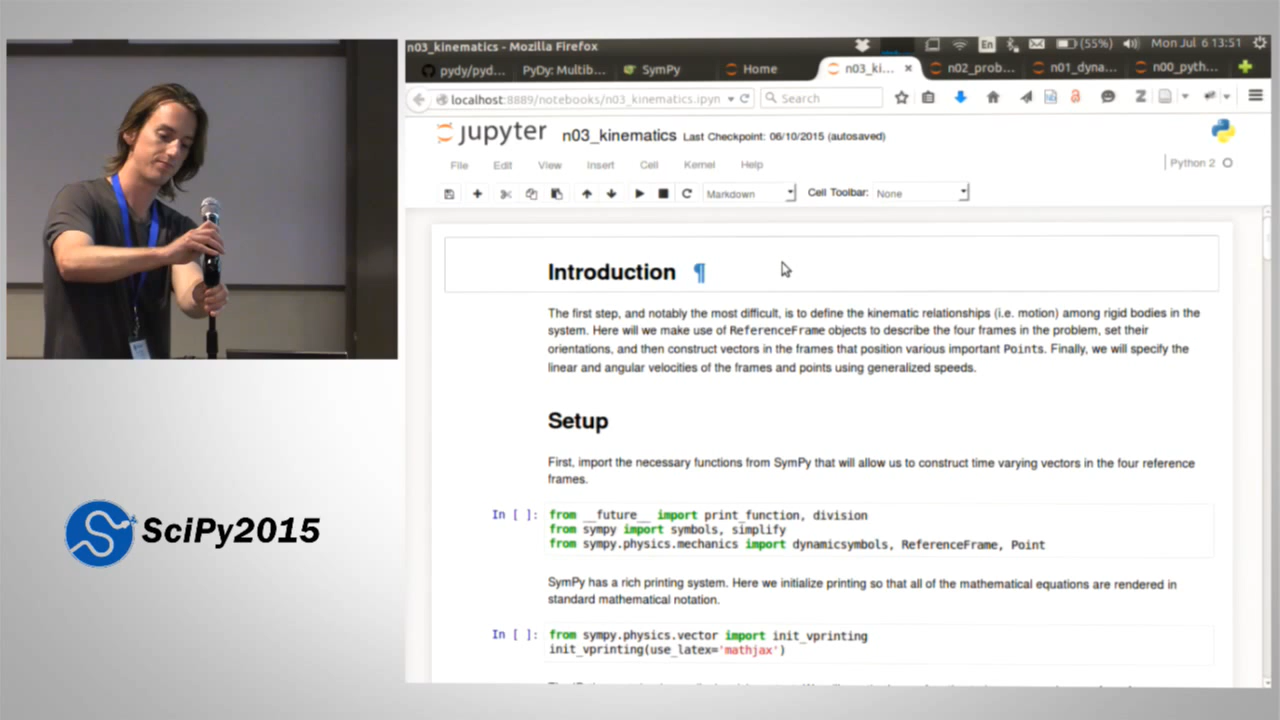 n03_kinematics - Mozilla Firefox
En
(55%)
Mon Jul 6 13:51
pydy/pyd...
PyDy: Multib...
SymPy
Home
n03_ki...
n02_prob...
n01_dyna...
n00_pyth...
localhost:8889/notebooks/n03_kinematics.ipyn
Search
jupyter n03_kinematics Last Checkpoint: 06/10/2015 (autosaved)
File Edit View Insert Cell Kernel Help
Python 2
Markdown
Cell Toolbar: None
Introduction ¶
The first step, and notably the most difficult, is to define the kinematic relationships (i.e. motion) among rigid bodies in the
system. Here will we make use of ReferenceFrame objects to describe the four frames in the problem, set their
orientations, and then construct vectors in the frames that position various important Points. Finally, we will specify the
linear and angular velocities of the frames and points using generalized speeds.
Setup
First, import the necessary functions from SymPy that will allow us to construct time varying vectors in the four reference
frames.
In [ ]: from __future__ import print_function, division
from sympy import symbols, simplify
from sympy.physics.mechanics import dynamicsymbols, ReferenceFrame, Point
SymPy has a rich printing system. Here we initialize printing so that all of the mathematical equations are rendered in
standard mathematical notation.
In [ ]: from sympy.physics.vector import init_vprinting
init_vprinting(use_latex='mathjax')
SciPy2015